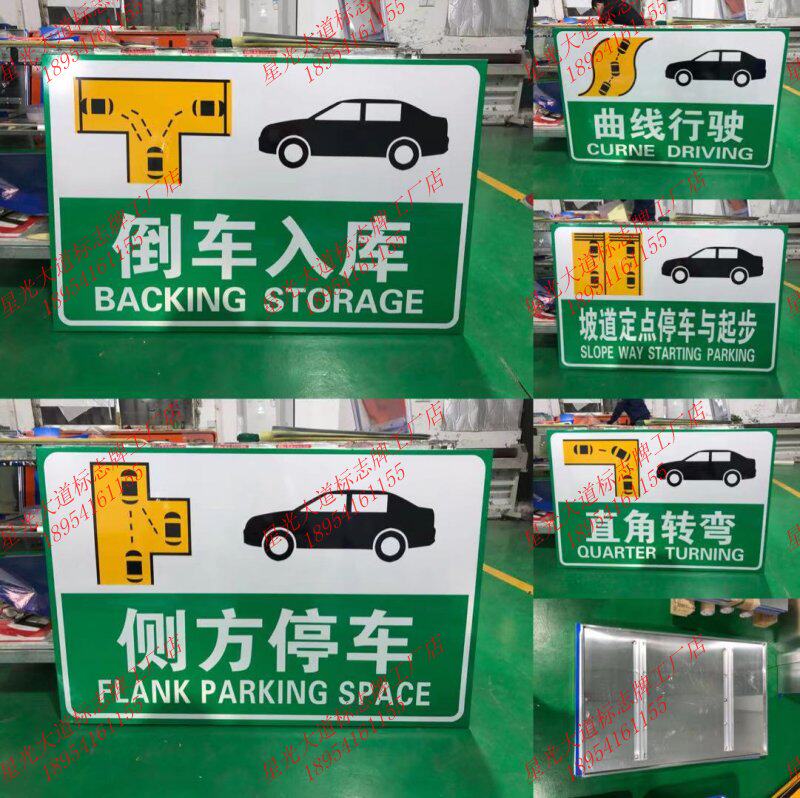 倒车入库
BACKING STORAGE
曲线行驶
CURNE DRIVING
坡道定点停车与起步
SLOPE WAY STARTING PARKING
侧方停车
FLANK PARKING SPACE
直角转弯
QUARTER TURNING
星光大道标志牌工厂店
18954161155